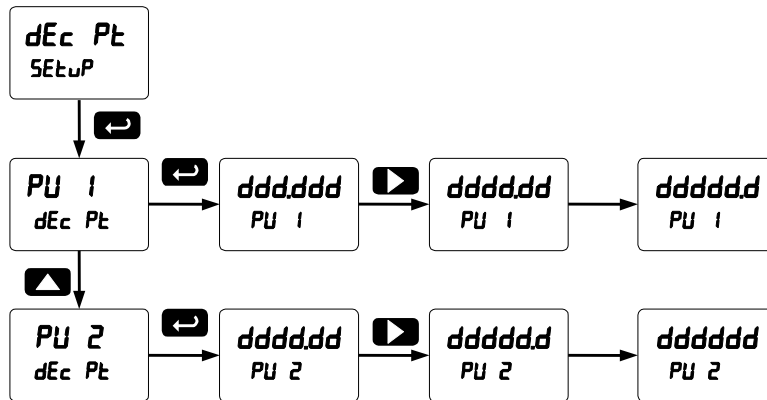 dEc Pt
SEtuP
PU 1
dEc Pt
ddd.ddd
PU 1
dddd.dd
PU 1
ddddd.d
PU 1
PU 2
dEc Pt
dddd.dd
PU 2
ddddd.d
PU 2
dddddd
PU 2